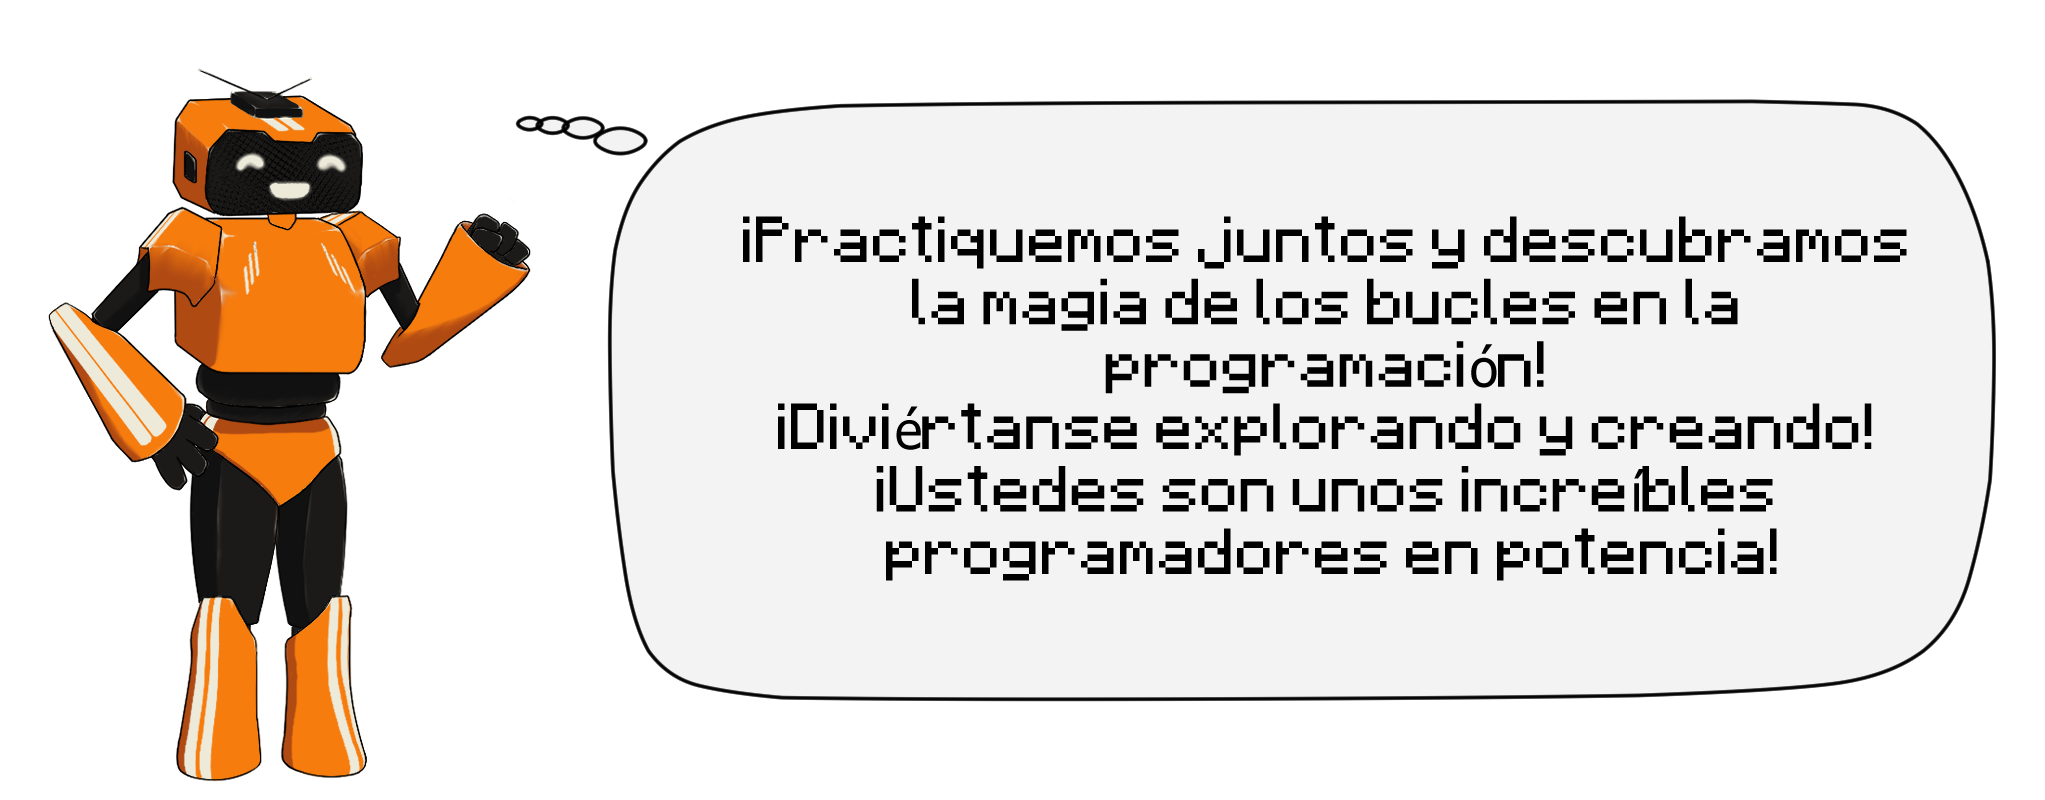 ¡Practiquemos juntos y descubramos
la magia de los bucles en la
programación!
¡Diviértanse explorando y creando!
¡Ustedes son unos increíbles
programadores en potencia!